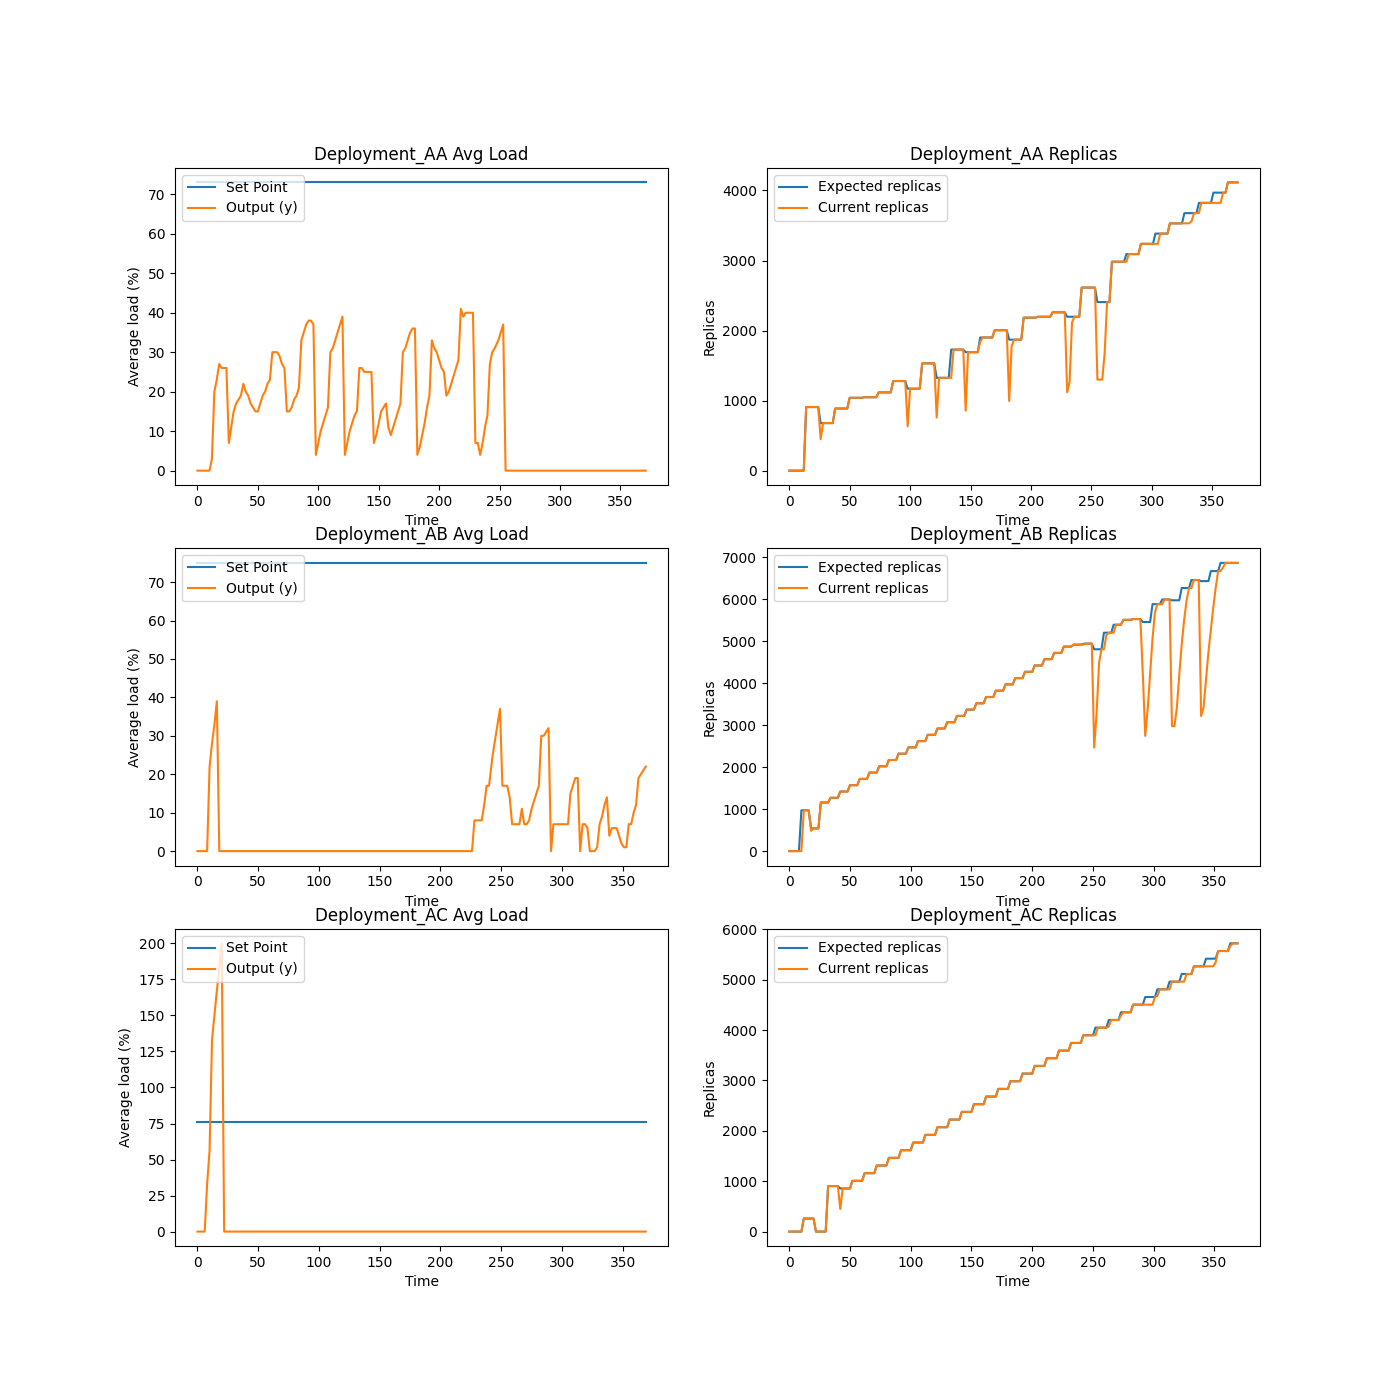 Deployment_AA Avg Load
Set Point
Output (y)
Average load (%)
70
60
50
40
30
20
10
0
0 50 100 150 200 250 300 350
Time
Deployment_AA Replicas
Expected replicas
Current replicas
Replicas
4000
3000
2000
1000
0
0 50 100 150 200 250 300 350
Time
Deployment_AB Avg Load
Set Point
Output (y)
Average load (%)
70
60
50
40
30
20
10
0
0 50 100 150 200 250 300 350
Time
Deployment_AB Replicas
Expected replicas
Current replicas
Replicas
7000
6000
5000
4000
3000
2000
1000
0
0 50 100 150 200 250 300 350
Time
Deployment_AC Avg Load
Set Point
Output (y)
Average load (%)
200
175
150
125
100
75
50
25
0
0 50 100 150 200 250 300 350
Time
Deployment_AC Replicas
Expected replicas
Current replicas
Replicas
6000
5000
4000
3000
2000
1000
0
0 50 100 150 200 250 300 350
Time